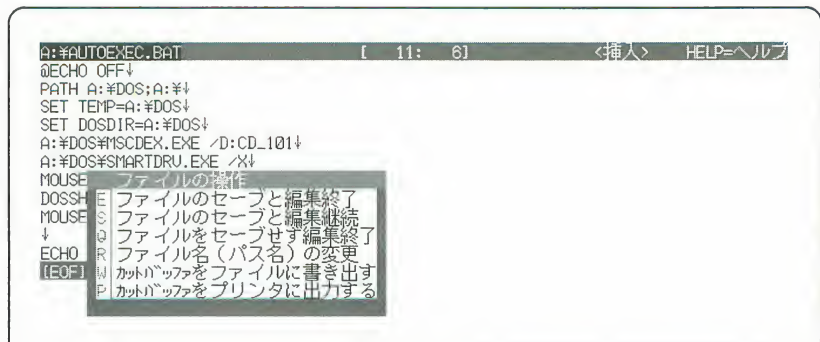 A:¥AUTOEXEC.BAT [ 11: 6] <挿入> HELP=ヘルプ
@ECHO OFF↓
PATH A:¥DOS;A:¥↓
SET TEMP=A:¥DOS↓
SET DOSDIR=A:¥DOS↓
A:¥DOS¥MSCDEX.EXE /D:CD_101↓
A:¥DOS¥SMARTDRV.EXE /X↓
MOUSE ファイルの操作
DOSSH E ファイルのセーブと編集終了
MOUSE S ファイルのセーブと編集継続
↓ Q ファイルをセーブせず編集終了
ECHO R ファイル名(パス名)の変更
[EOF] W カットバッファをファイルに書き出す
P カットバッファをプリンタに出力する